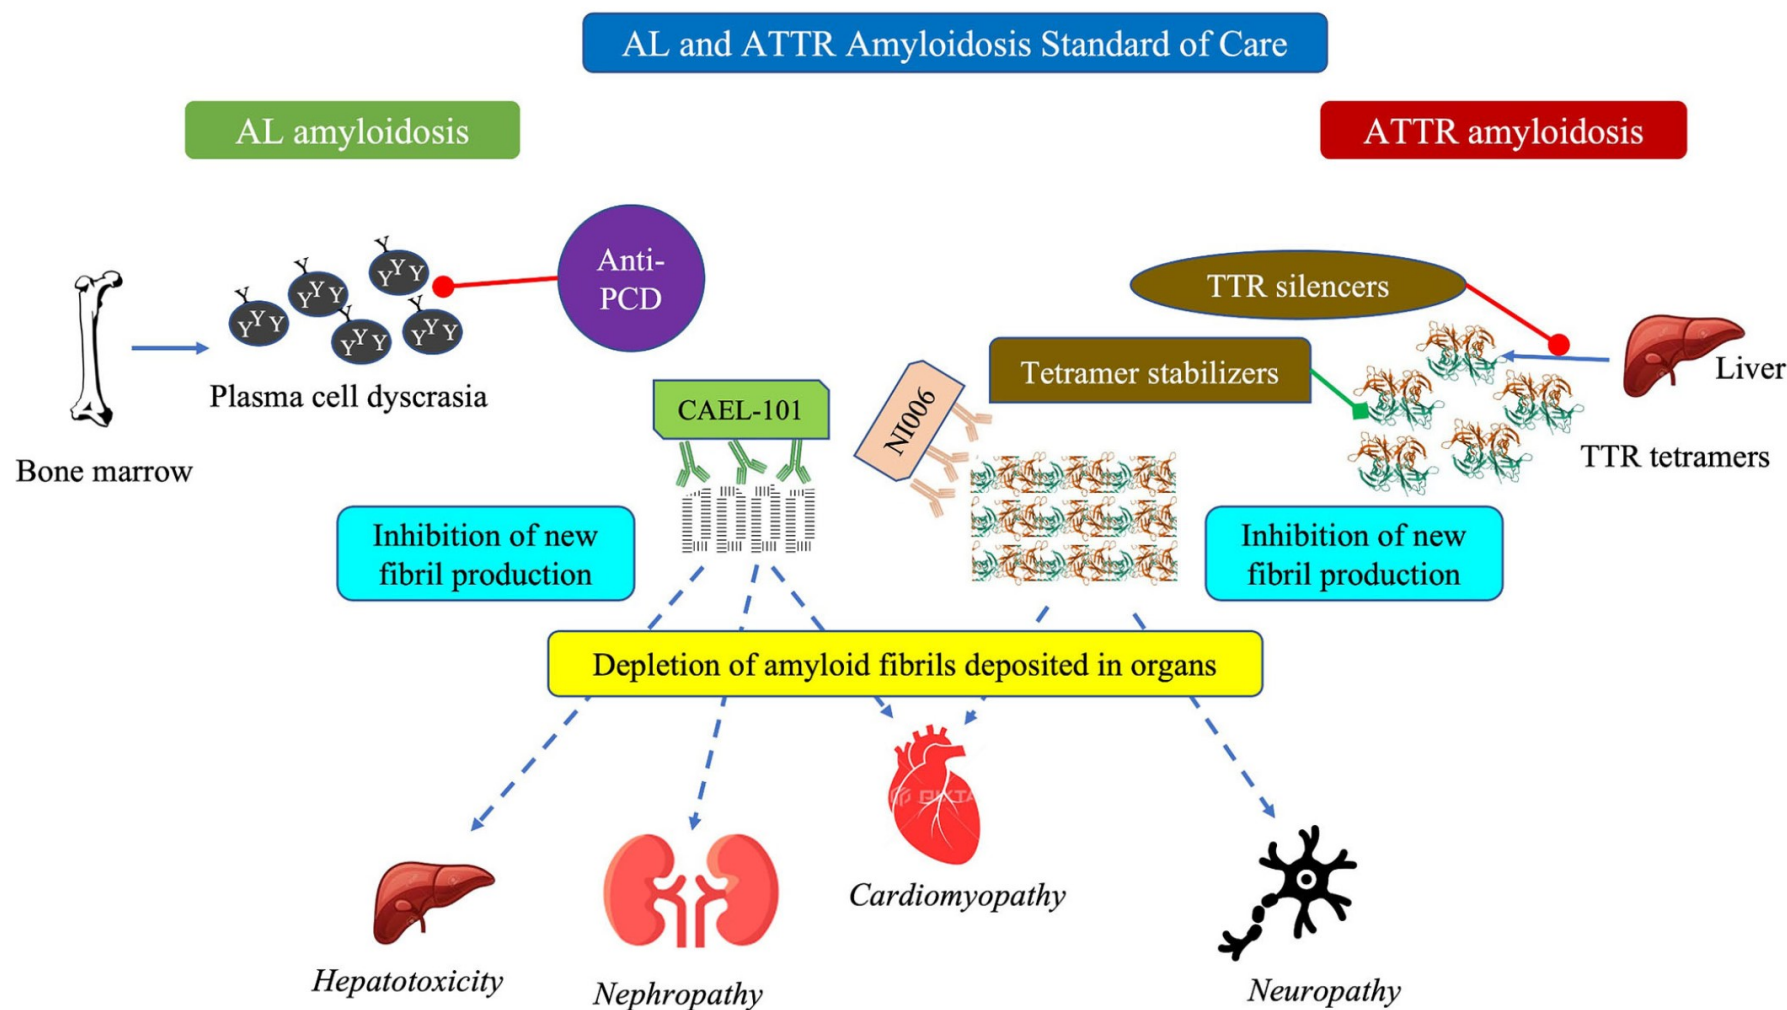 AL and ATTR Amyloidosis Standard of Care
AL amyloidosis
ATTR amyloidosis
Anti-
PCD
Y
Y Y Y
Y
Y Y Y
Y
Y Y Y
Y
Y Y Y
Y
Y Y Y
Plasma cell dyscrasia
Bone marrow
TTR silencers
Tetramer stabilizers
Liver
TTR tetramers
CAEL-101
NI006
Inhibition of new
fibril production
Inhibition of new
fibril production
Depletion of amyloid fibrils deposited in organs
Hepatotoxicity
Nephropathy
Cardiomyopathy
Neuropathy